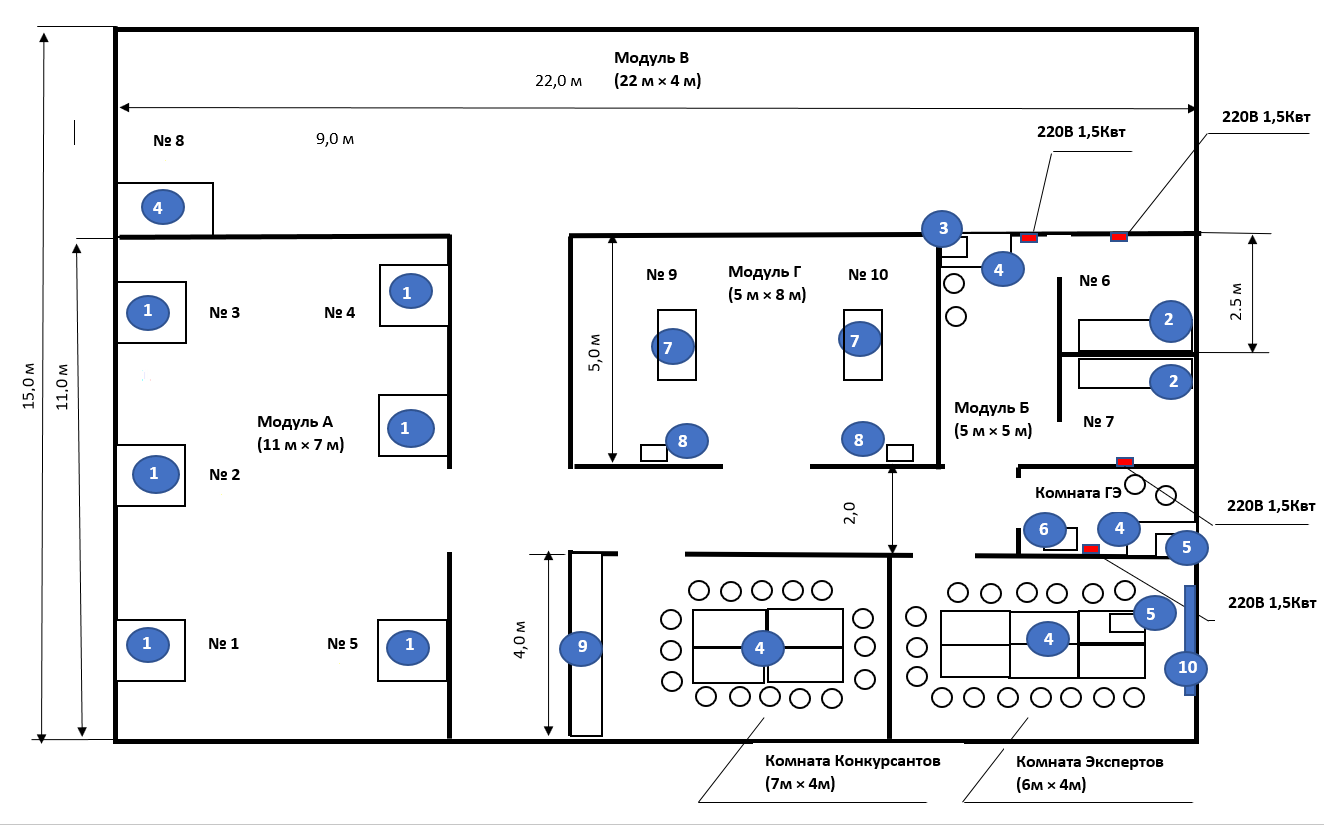 Модуль В
22,0 м
(22 м × 4 м)
220В 1,5Квт
220В 1,5Квт
№ 8
9,0 м
4
3
15,0 м
11.0 м
1
№ 3
№ 4
1
№ 9
Модуль Г
(5 м × 8 м)
№ 10
4
№ 6
2.5 м
5,0 м
7
7
2
2
Модуль А
(11 м × 7 м)
1
Модуль Б
(5 м × 5 м)
№ 7
8
8
1
№ 2
Комната ГЭ
220В 1,5Квт
2,0
6
4
5
220В 1,5Квт
1
№ 1
№ 5
1
4,0 м
9
4
4
5
10
Комната Конкурсантов
(7м × 4м)
Комната Экспертов
(6м × 4м)